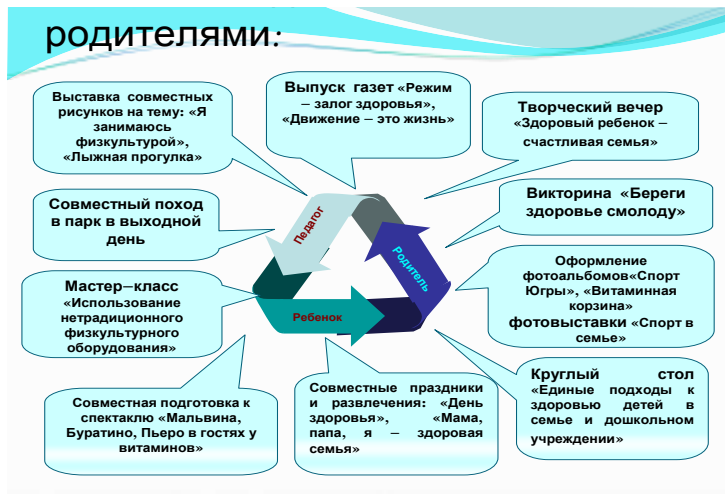 родителями:
Выставка совместных
рисунков на тему: «Я
занимаюсь
физкультурой»,
«Лыжная прогулка»
Выпуск газет «Режим
– залог здоровья»,
«Движение – это жизнь»
Творческий вечер
«Здоровый ребенок –
счастливая семья»
Совместный поход
в парк в выходной
день
Викторина «Береги
здоровье смолоду»
Педагог
Родитель
Ребенок
Мастер–класс
«Использование
нетрадиционного
физкультурного
оборудования»
Оформление
фотоальбомов«Спорт
Югры», «Витаминная
корзина»
фотовыставки «Спорт в
семье»
Совместная подготовка к
спектаклю «Мальвина,
Буратино, Пьеро в гостях у
витаминов»
Совместные праздники
и развлечения: «День
здоровья», «Мама,
папа, я – здоровая
семья»
Круглый стол
«Единые подходы к
здоровью детей в
семье и дошкольном
учреждении»